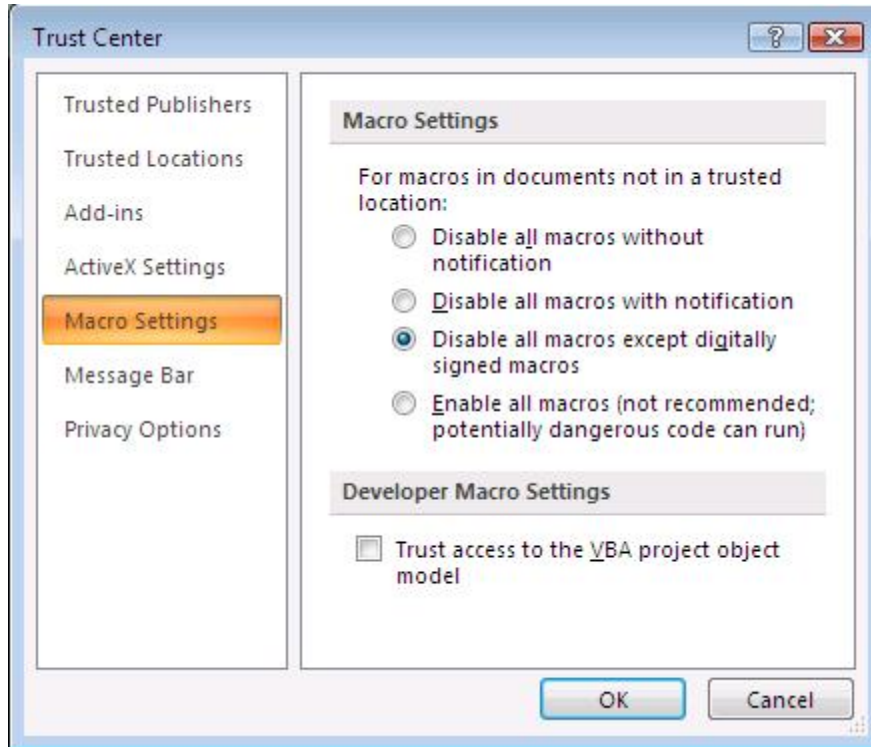 Trust Center
Trusted Publishers
Trusted Locations
Add-ins
ActiveX Settings
Macro Settings
Message Bar
Privacy Options
Macro Settings
For macros in documents not in a trusted
location:
Disable all macros without
notification
Disable all macros with notification
Disable all macros except digitally
signed macros
Enable all macros (not recommended;
potentially dangerous code can run)
Developer Macro Settings
Trust access to the VBA project object
model
OK
Cancel